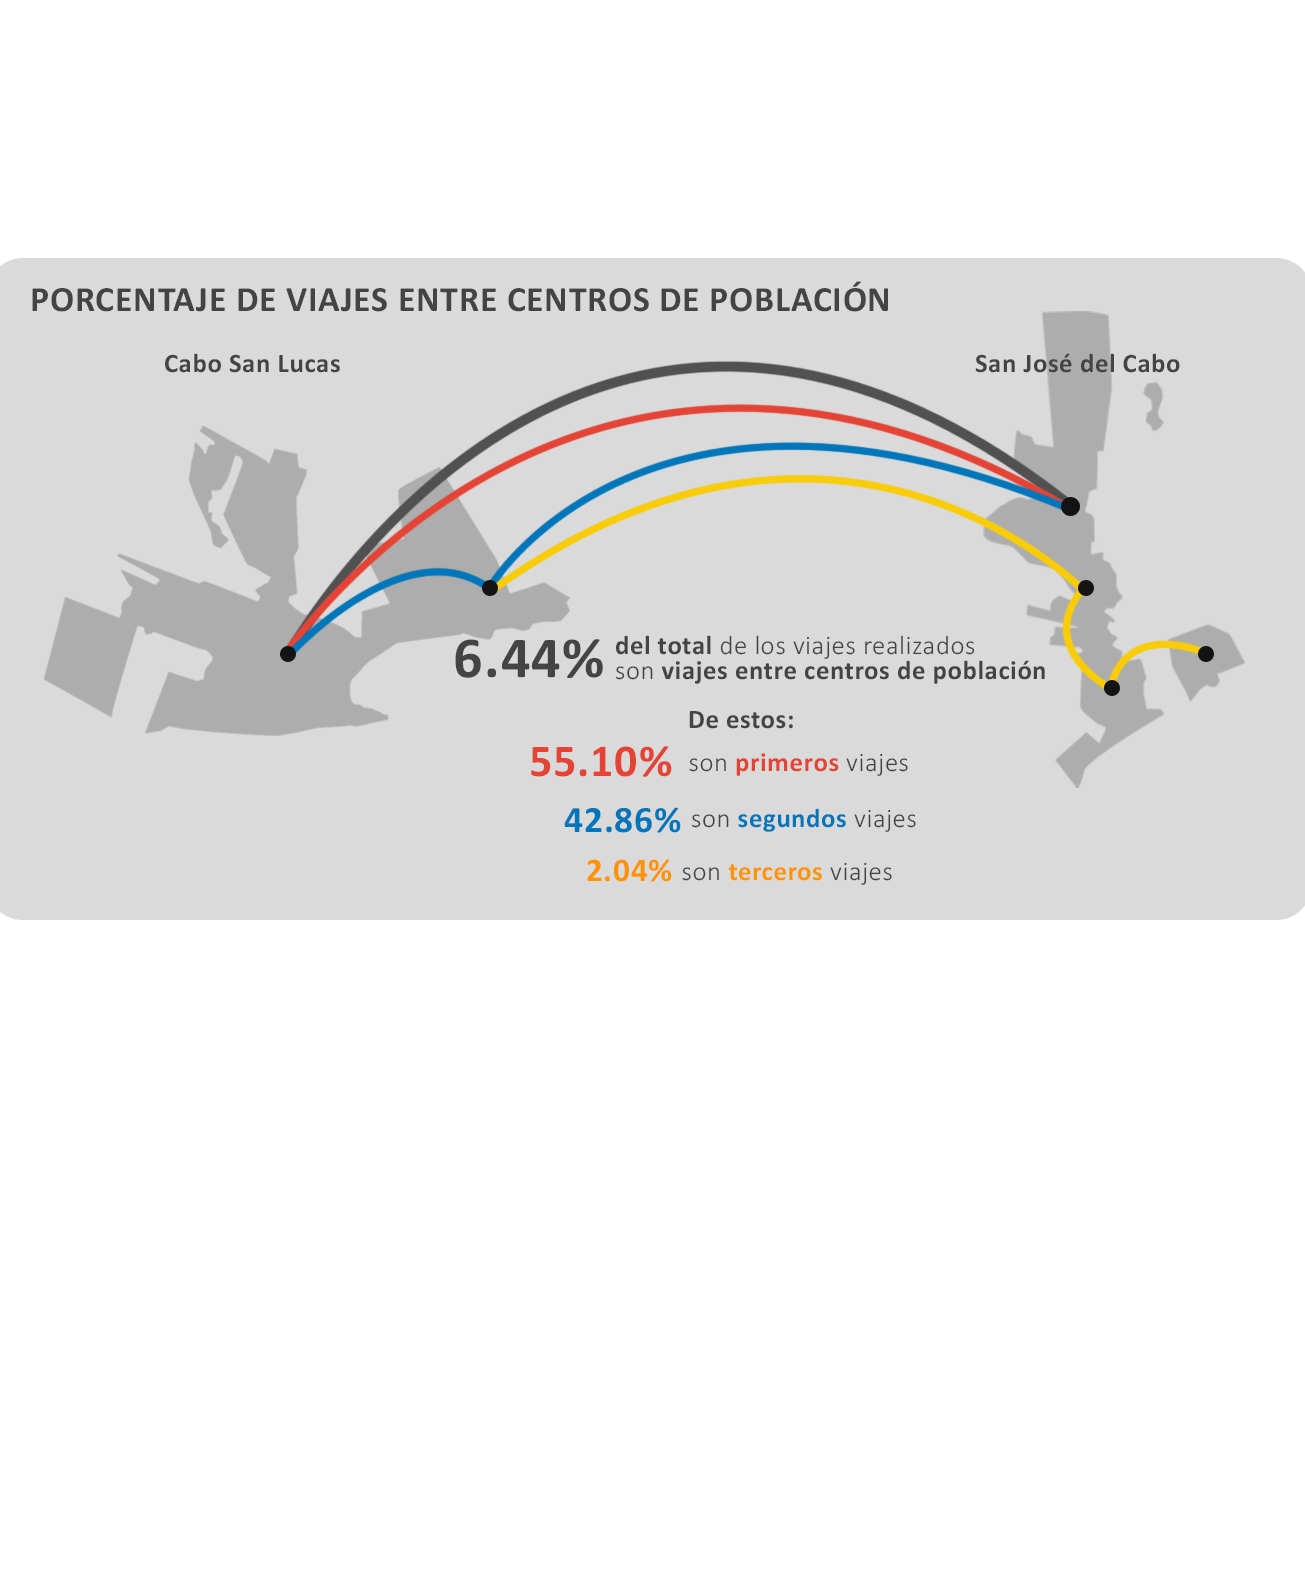 PORCENTAJE DE VIAJES ENTRE CENTROS DE POBLACIÓN
Cabo San Lucas
San José del Cabo
6.44% del total de los viajes realizados
son viajes entre centros de población
De estos:
55.10% son primeros viajes
42.86% son segundos viajes
2.04% son terceros viajes